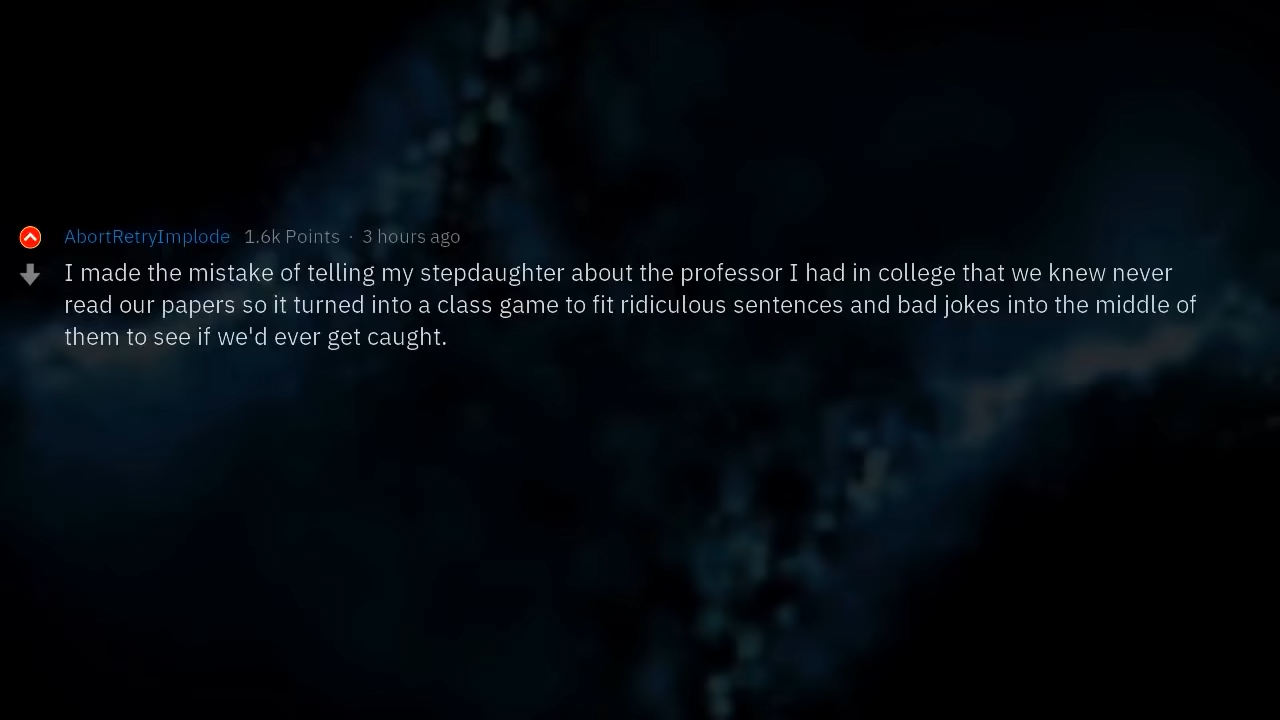 AbortRetryImplode 1.6k Points · 3 hours ago
I made the mistake of telling my stepdaughter about the professor I had in college that we knew never
read our papers so it turned into a class game to fit ridiculous sentences and bad jokes into the middle of
them to see if we'd ever get caught.